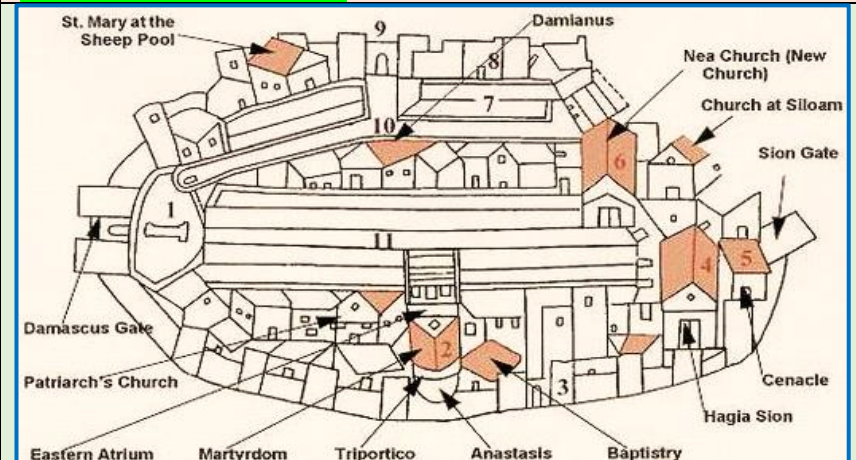 St. Mary at the
Sheep Pool
9
Damianus
8
Nea Church (New
Church)
7
Church at Siloam
10
6
Sion Gate
1
11
4
5
Damascus Gate
2
Patriarch's Church
3
Cenacle
Hagia Sion
Eastern Atrium
Martyrdom
Triportico
Anastasis
Baptistry